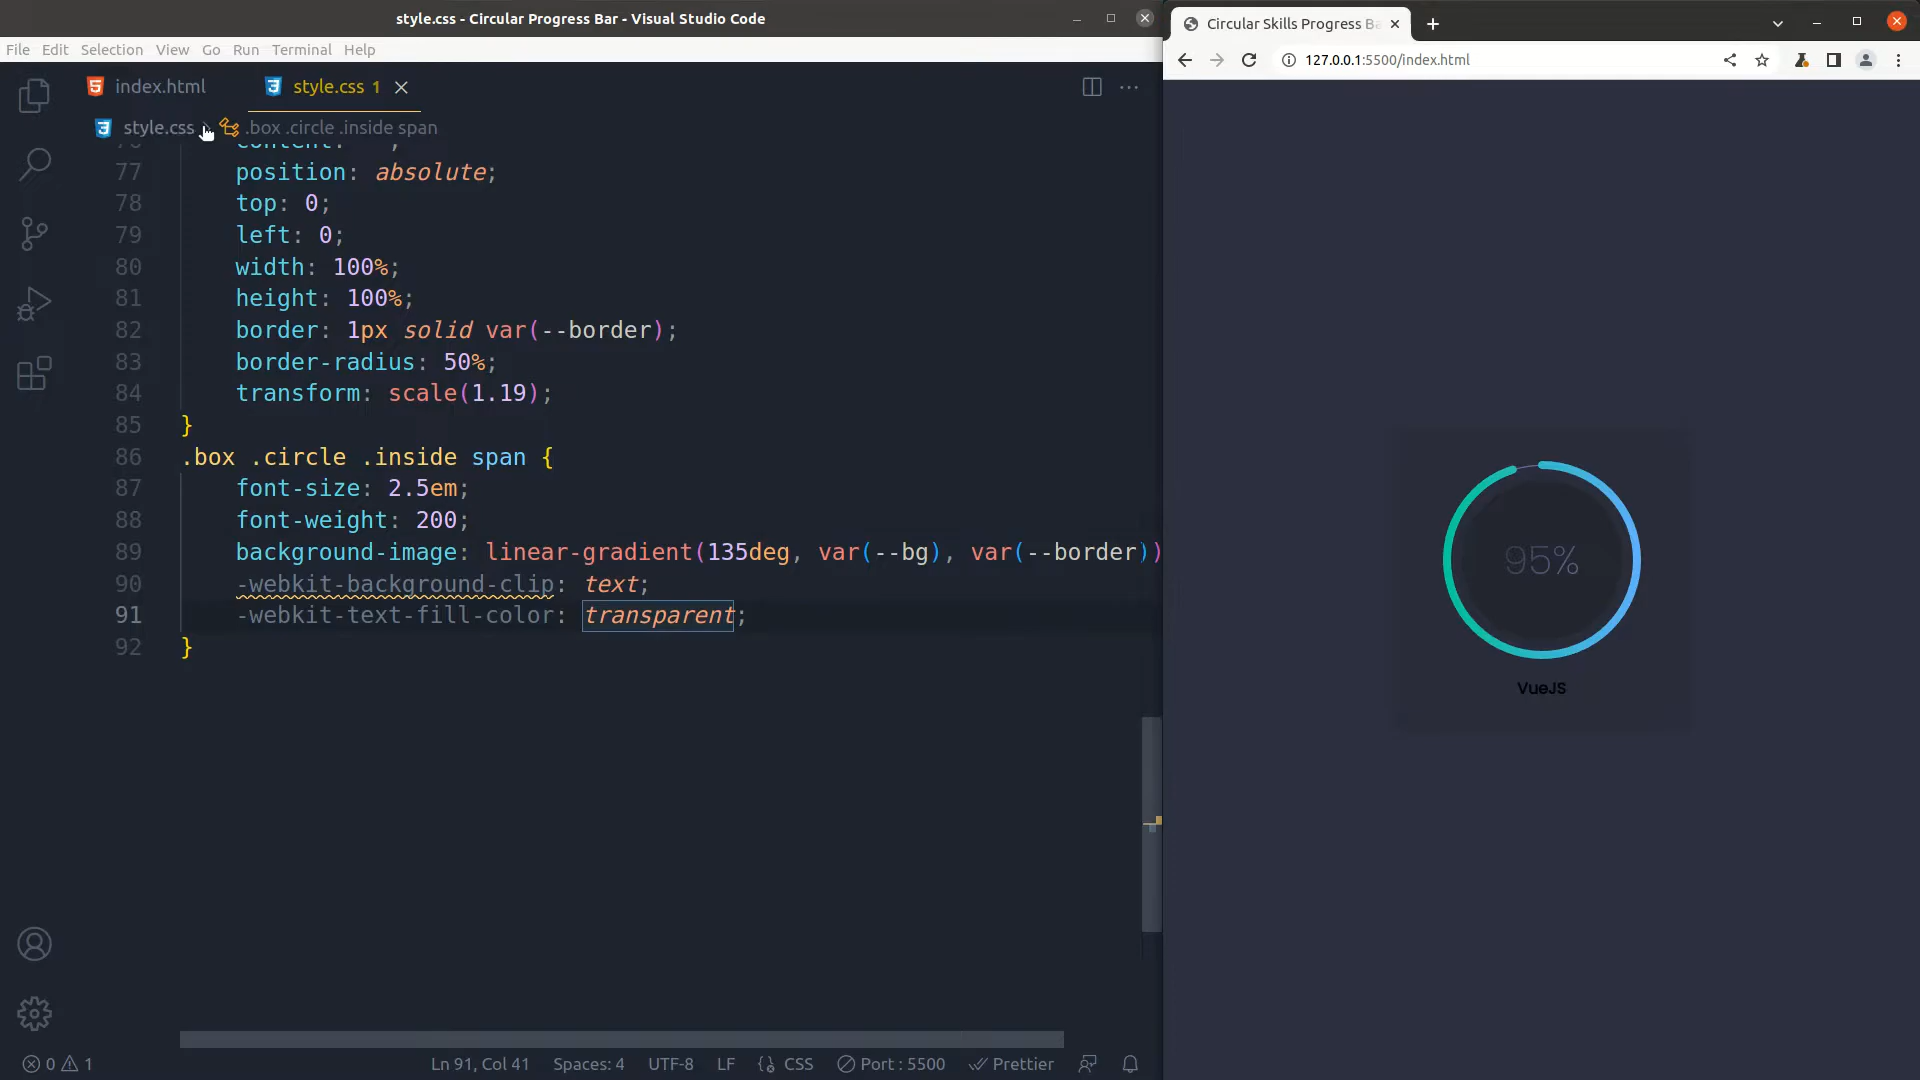 style.css - Circular Progress Bar - Visual Studio Code
File Edit Selection View Go Run Terminal Help
index.html
style.css 1
style.css .box .circle .inside span
77 position: absolute;
78 top: 0;
79 left: 0;
80 width: 100%;
81 height: 100%;
82 border: 1px solid var(--border);
83 border-radius: 50%;
84 transform: scale(1.19);
85 }
86 .box .circle .inside span {
87 font-size: 2.5em;
88 font-weight: 200;
89 background-image: linear-gradient(135deg, var(--bg), var(--border))
90 -webkit-background-clip: text;
91 -webkit-text-fill-color: transparent;
92 }
0 1
Ln 91, Col 41 Spaces: 4 UTF-8 LF {} CSS Port : 5500 Prettier
Circular Skills Progress Ba
127.0.0.1:5500/index.html
95%
VueJS